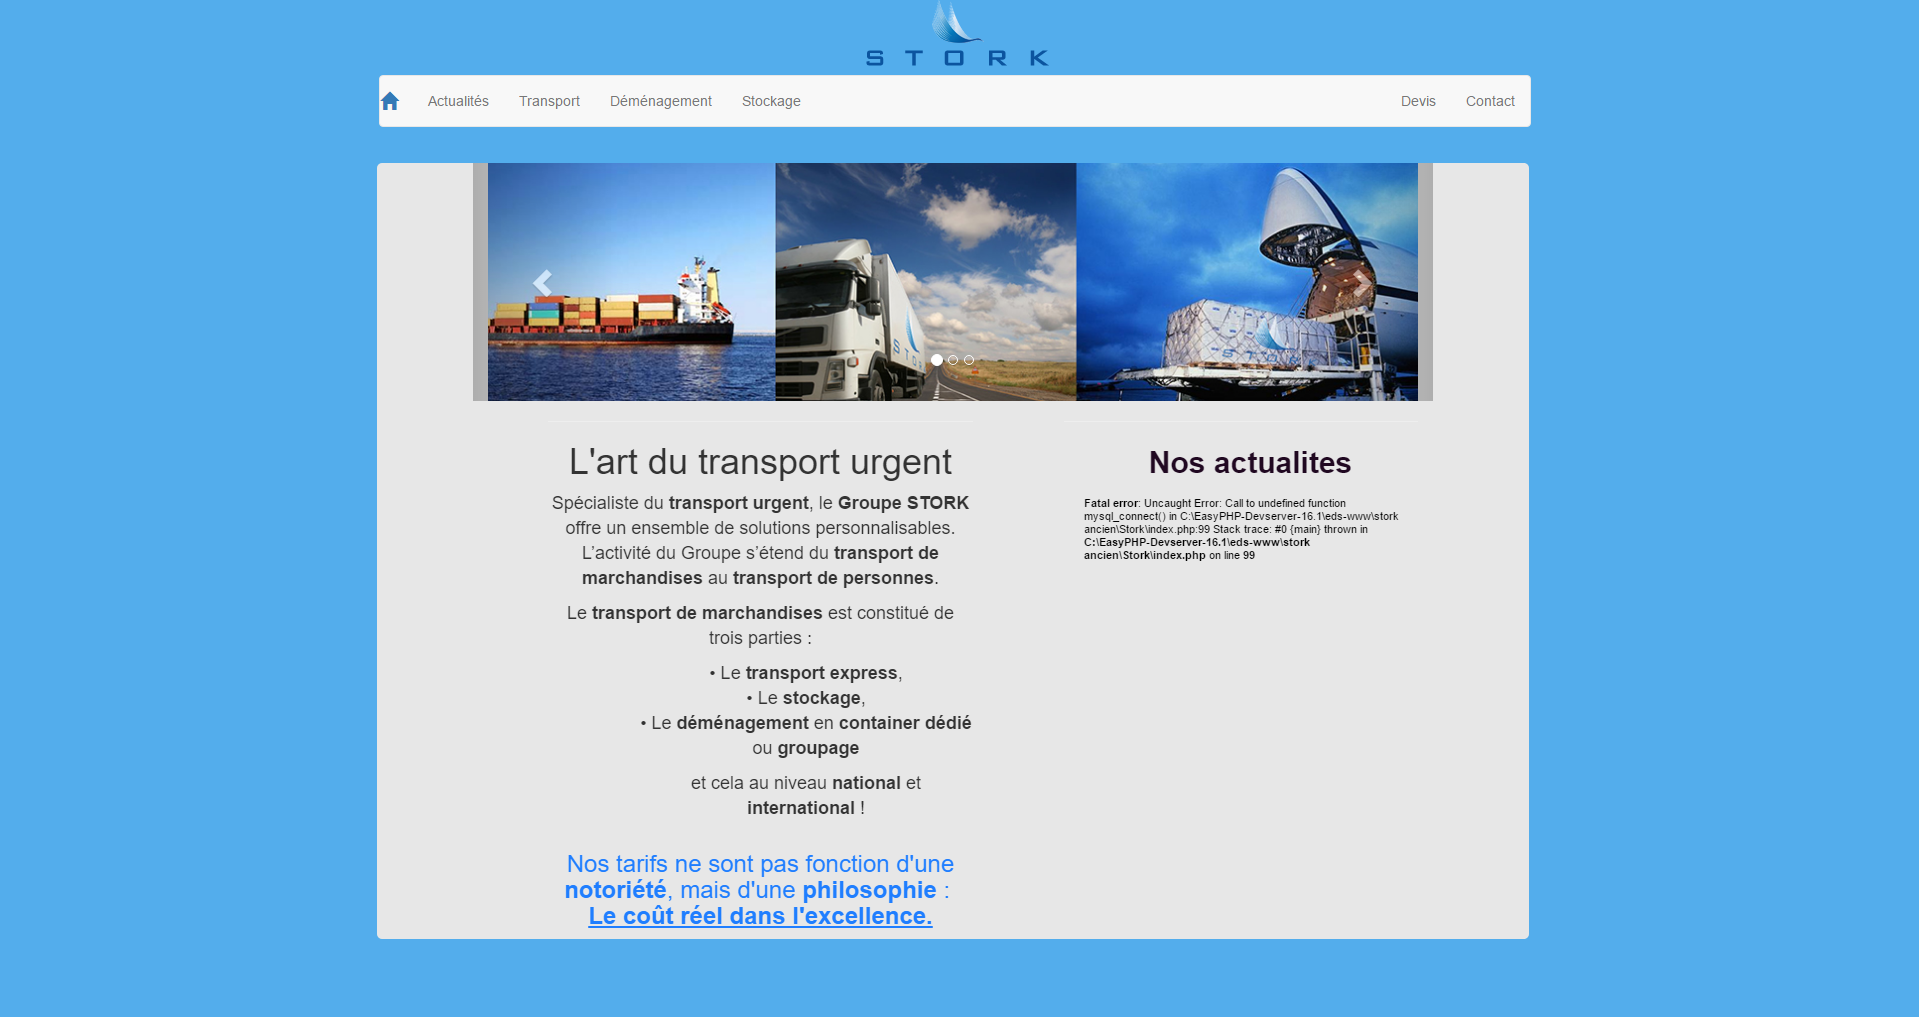 STORK
Actualités Transport Déménagement Stockage Devis Contact
STORK
STORK
L'art du transport urgent
Spécialiste du transport urgent, le Groupe STORK
offre un ensemble de solutions personnalisables.
L’activité du Groupe s’étend du transport de
marchandises au transport de personnes.
Le transport de marchandises est constitué de
trois parties :
• Le transport express,
• Le stockage,
• Le déménagement en container dédié
ou groupage
et cela au niveau national et
international !
Nos tarifs ne sont pas fonction d'une
notoriété, mais d'une philosophie :
Le coût réel dans l'excellence.
Nos actualites
Fatal error: Uncaught Error: Call to undefined function
mysql_connect() in C:\EasyPHP-Devserver-16.1\eds-www\stork
ancien\Stork\index.php:99 Stack trace: #0 {main} thrown in
C:\EasyPHP-Devserver-16.1\eds-www\stork
ancien\Stork\index.php on line 99